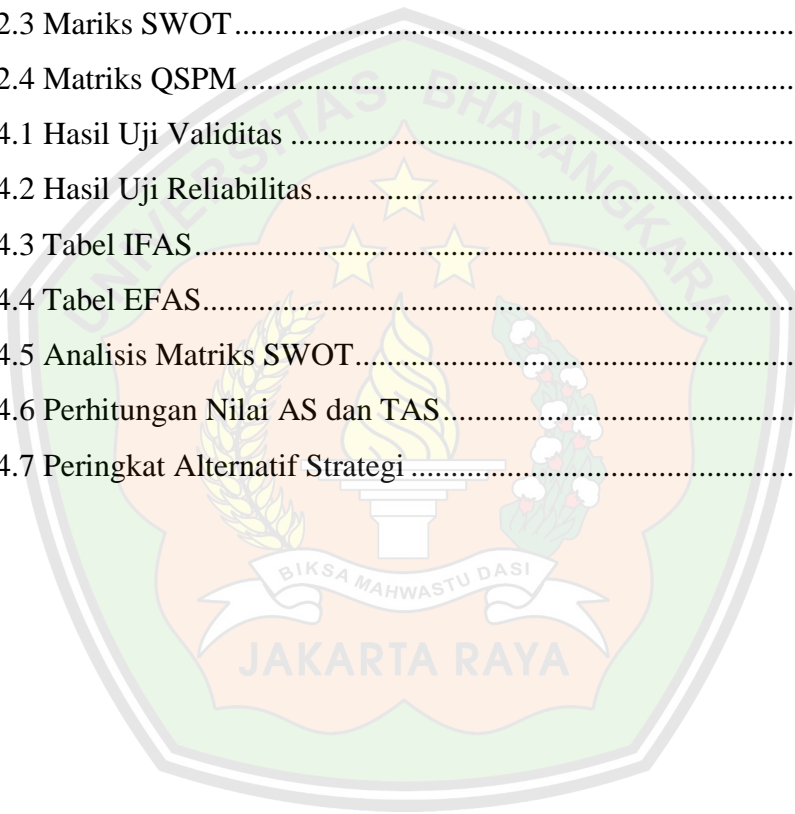 2.3 Mariks SWOT....................................................................
2.4 Matriks QSPM...................................................................
4.1 Hasil Uji Validitas ..............................................................
4.2 Hasil Uji Reliabilitas...........................................................
4.3 Tabel IFAS..........................................................................
4.4 Tabel EFAS.........................................................................
4.5 Analisis Matriks SWOT......................................................
4.6 Perhitungan Nilai AS dan TAS...........................................
4.7 Peringkat Alternatif Strategi................................................
UNIVERSITAS BHAYANGKARA
BIKSA MAHWASTU DASI
JAKARTA RAYA